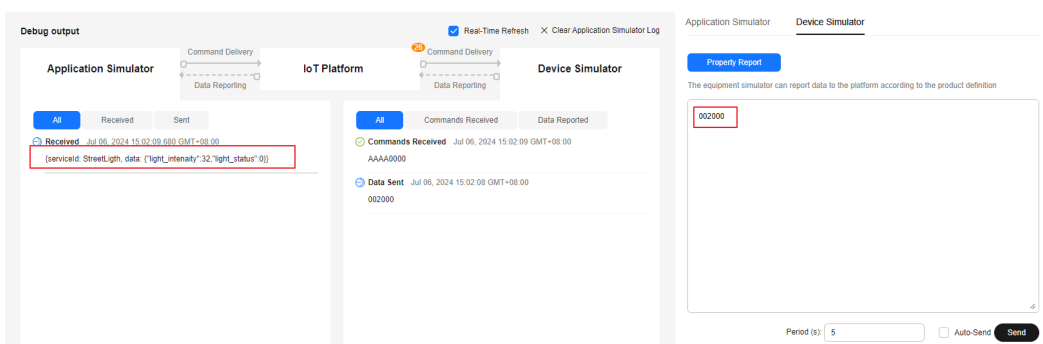 Application Simulator Device Simulator
Debug output Real-Time Refresh Clear Application Simulator Log
Application Simulator Command Delivery IoT Platform 26 Command Delivery Device Simulator
Data Reporting Data Reporting
Property Report
The equipment simulator can report data to the platform according to the product definition
All Received Sent
Received Jul 06, 2024 15:02:09.680 GMT+08:00
{serviceId: StreetLigth, data: {"light_intenaity":32,"light_status":0}}
All Commands Received Data Reported
Commands Received Jul 06, 2024 15:02:09 GMT+08:00
AAAA0000
Data Sent Jul 06, 2024 15:02:08 GMT+08:00
002000
002000
Period (s): 5 Auto-Send Send